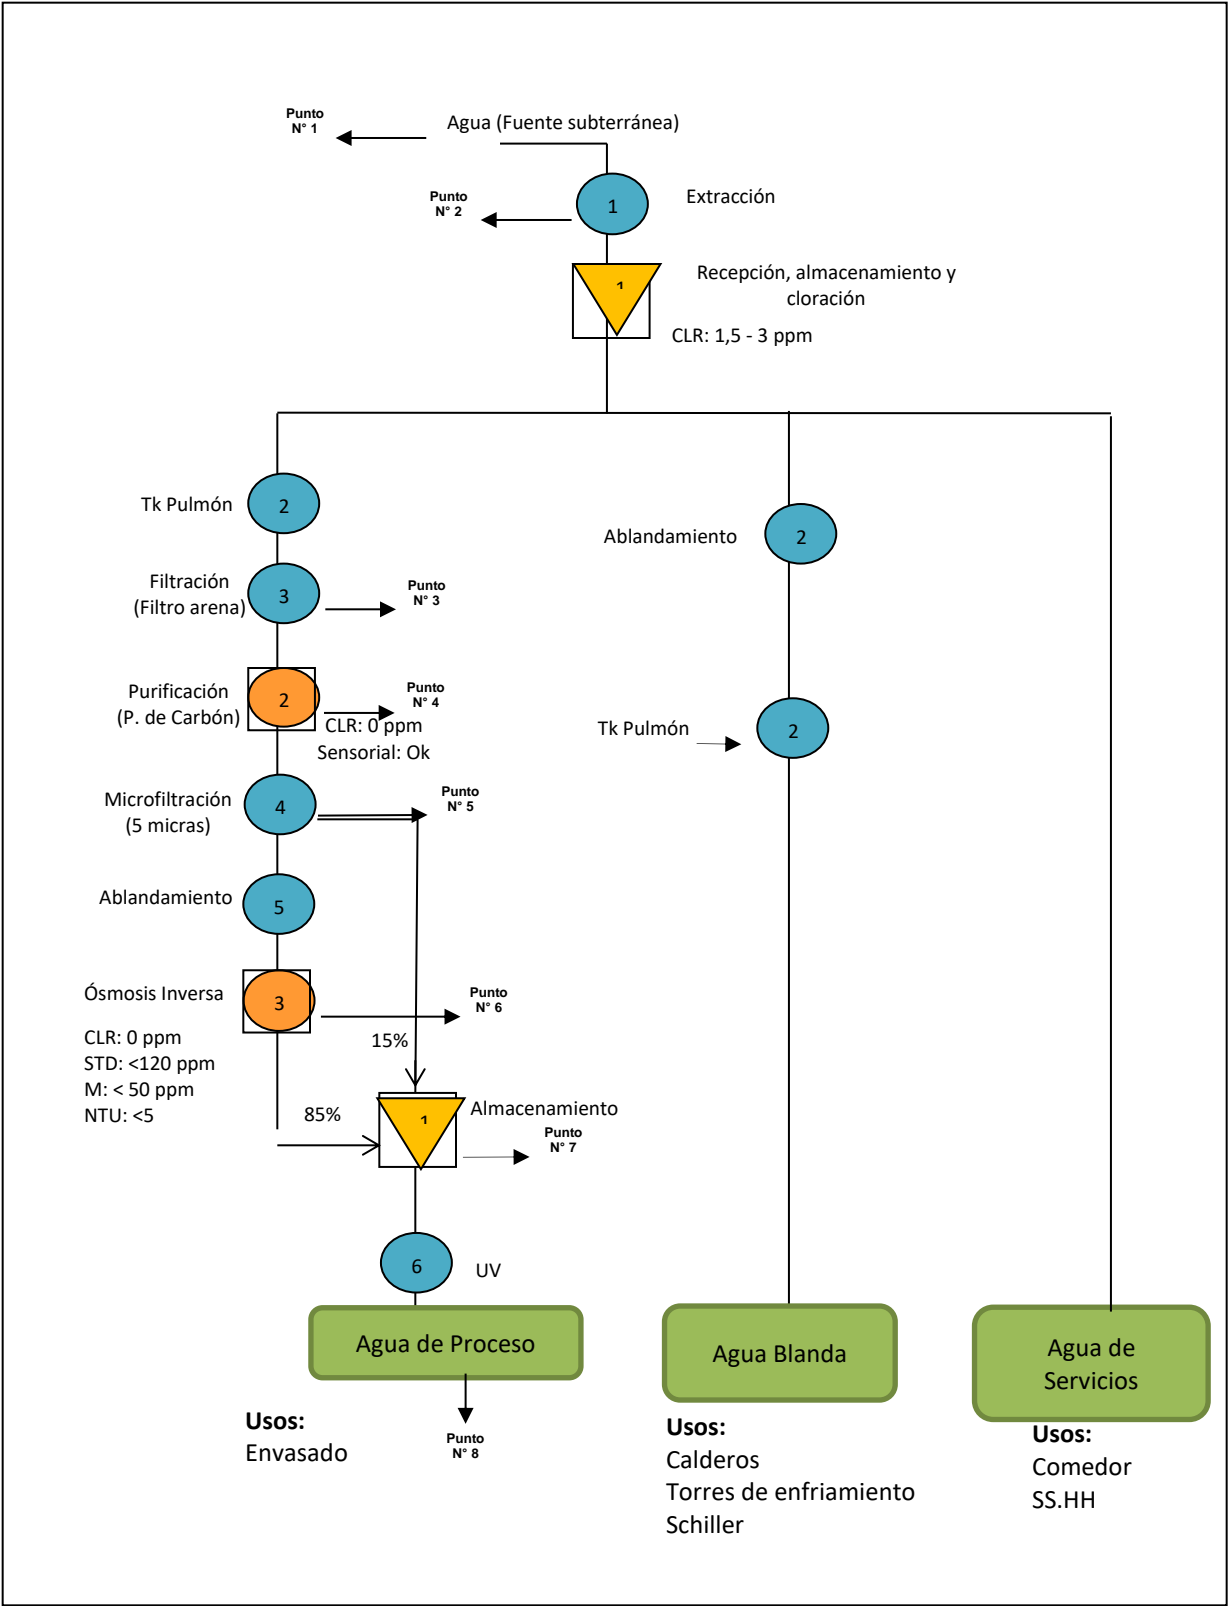 Punto
N° 1
Agua (Fuente subterránea)
Punto
N° 2
1
Extracción
1
Recepción, almacenamiento y
cloración
CLR: 1,5 - 3 ppm
Tk Pulmón
2
Ablandamiento
2
Filtración
(Filtro arena)
3
Punto
N° 3
Purificación
(P. de Carbón)
2
Punto
N° 4
CLR: 0 ppm
Sensorial: Ok
Tk Pulmón
2
Microfiltración
(5 micras)
4
Punto
N° 5
Ablandamiento
5
Ósmosis Inversa
3
Punto
N° 6
CLR: 0 ppm
STD: <120 ppm
M: < 50 ppm
NTU: <5
15%
85%
1
Almacenamiento
Punto
N° 7
6
UV
Agua de Proceso
Agua Blanda
Agua de
Servicios
Usos:
Envasado
Punto
N° 8
Usos:
Calderos
Torres de enfriamiento
Schiller
Usos:
Comedor
SS.HH